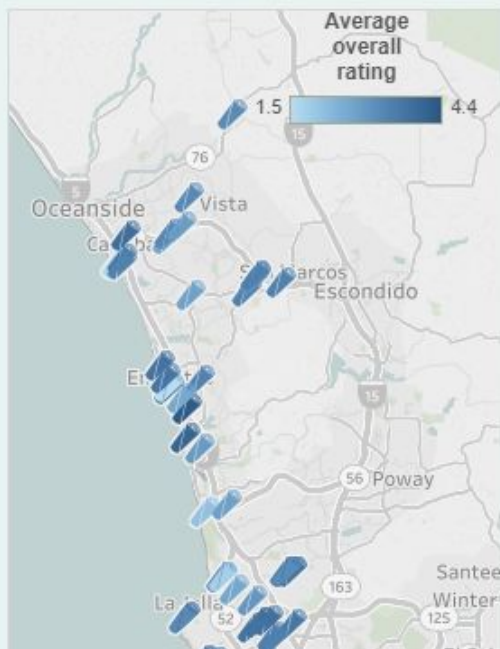 Average
overall
rating
1.5
4.4
15
76
5
Oceanside
Vista
Escondido
15
56
Poway
163
Santee
Winter
52
125